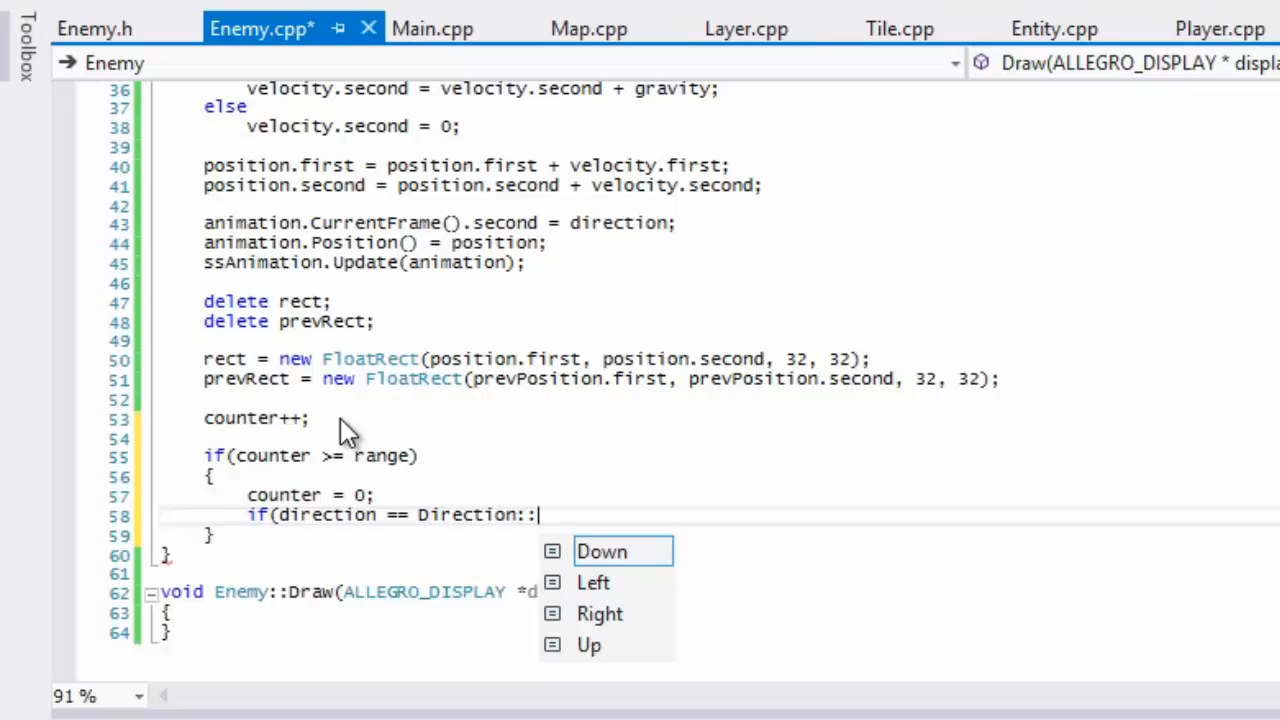 Toolbox
Enemy.h Enemy.cpp* Main.cpp Map.cpp Layer.cpp Tile.cpp Entity.cpp Player.cpp
Enemy Draw(ALLEGRO_DISPLAY * displa
36 velocity.second = velocity.second + gravity;
37 else
38 velocity.second = 0;
39
40 position.first = position.first + velocity.first;
41 position.second = position.second + velocity.second;
42
43 animation.CurrentFrame().second = direction;
44 animation.Position() = position;
45 ssAnimation.Update(animation);
46
47 delete rect;
48 delete prevRect;
49
50 rect = new FloatRect(position.first, position.second, 32, 32);
51 prevRect = new FloatRect(prevPosition.first, prevPosition.second, 32, 32);
52
53 counter++;
54
55 if(counter >= range)
56 {
57 counter = 0;
58 if(direction == Direction::
59 }
60 }
61
62 void Enemy::Draw(ALLEGRO_DISPLAY *d
63 {
64 }
Down
Left
Right
Up
91 %